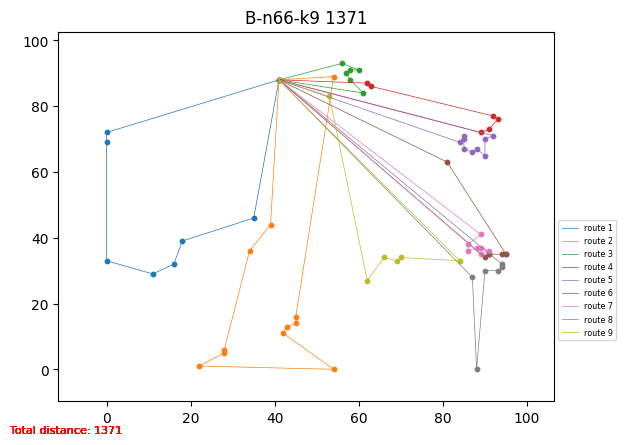 B-n66-k9 1371
100
80
60
40
20
0
0 20 40 60 80 100
route 1
route 2
route 3
route 4
route 5
route 6
route 7
route 8
route 9
Total distance: 1371